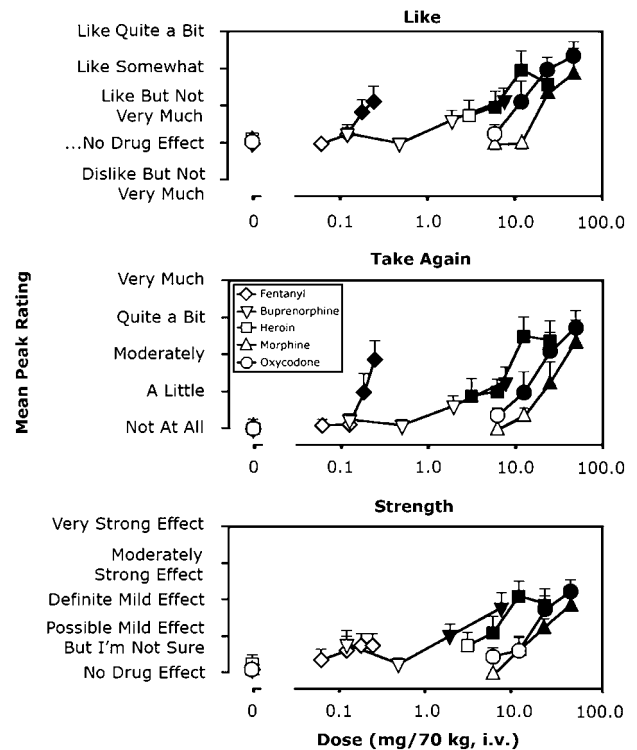 Like
Like Quite a Bit
Like Somewhat
Like But Not
Very Much
...No Drug Effect
Dislike But Not
Very Much
0
0.1
1.0
10.0
100.0
Mean Peak Rating
Take Again
Very Much
Quite a Bit
Moderately
A Little
Not At All
Fentanyl
Buprenorphine
Heroin
Morphine
Oxycodone
0
0.1
1.0
10.0
100.0
Strength
Very Strong Effect
Moderately
Strong Effect
Definite Mild Effect
Possible Mild Effect
But I'm Not Sure
No Drug Effect
0
0.1
1.0
10.0
100.0
Dose (mg/70 kg, i.v.)